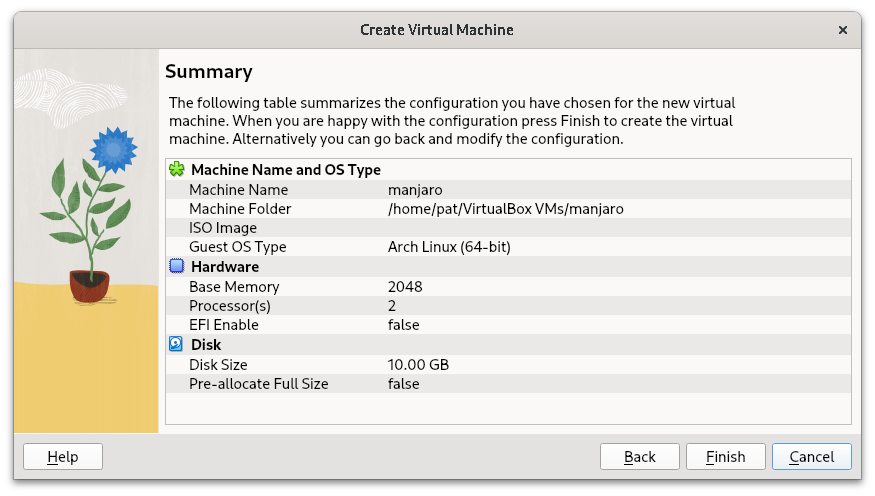 Create Virtual Machine
Summary
The following table summarizes the configuration you have chosen for the new virtual
machine. When you are happy with the configuration press Finish to create the virtual
machine. Alternatively you can go back and modify the configuration.
Machine Name and OS Type
Machine Name manjaro
Machine Folder /home/pat/VirtualBox VMs/manjaro
ISO Image
Guest OS Type Arch Linux (64-bit)
Hardware
Base Memory 2048
Processor(s) 2
EFI Enable false
Disk
Disk Size 10.00 GB
Pre-allocate Full Size false
Help Back Finish Cancel